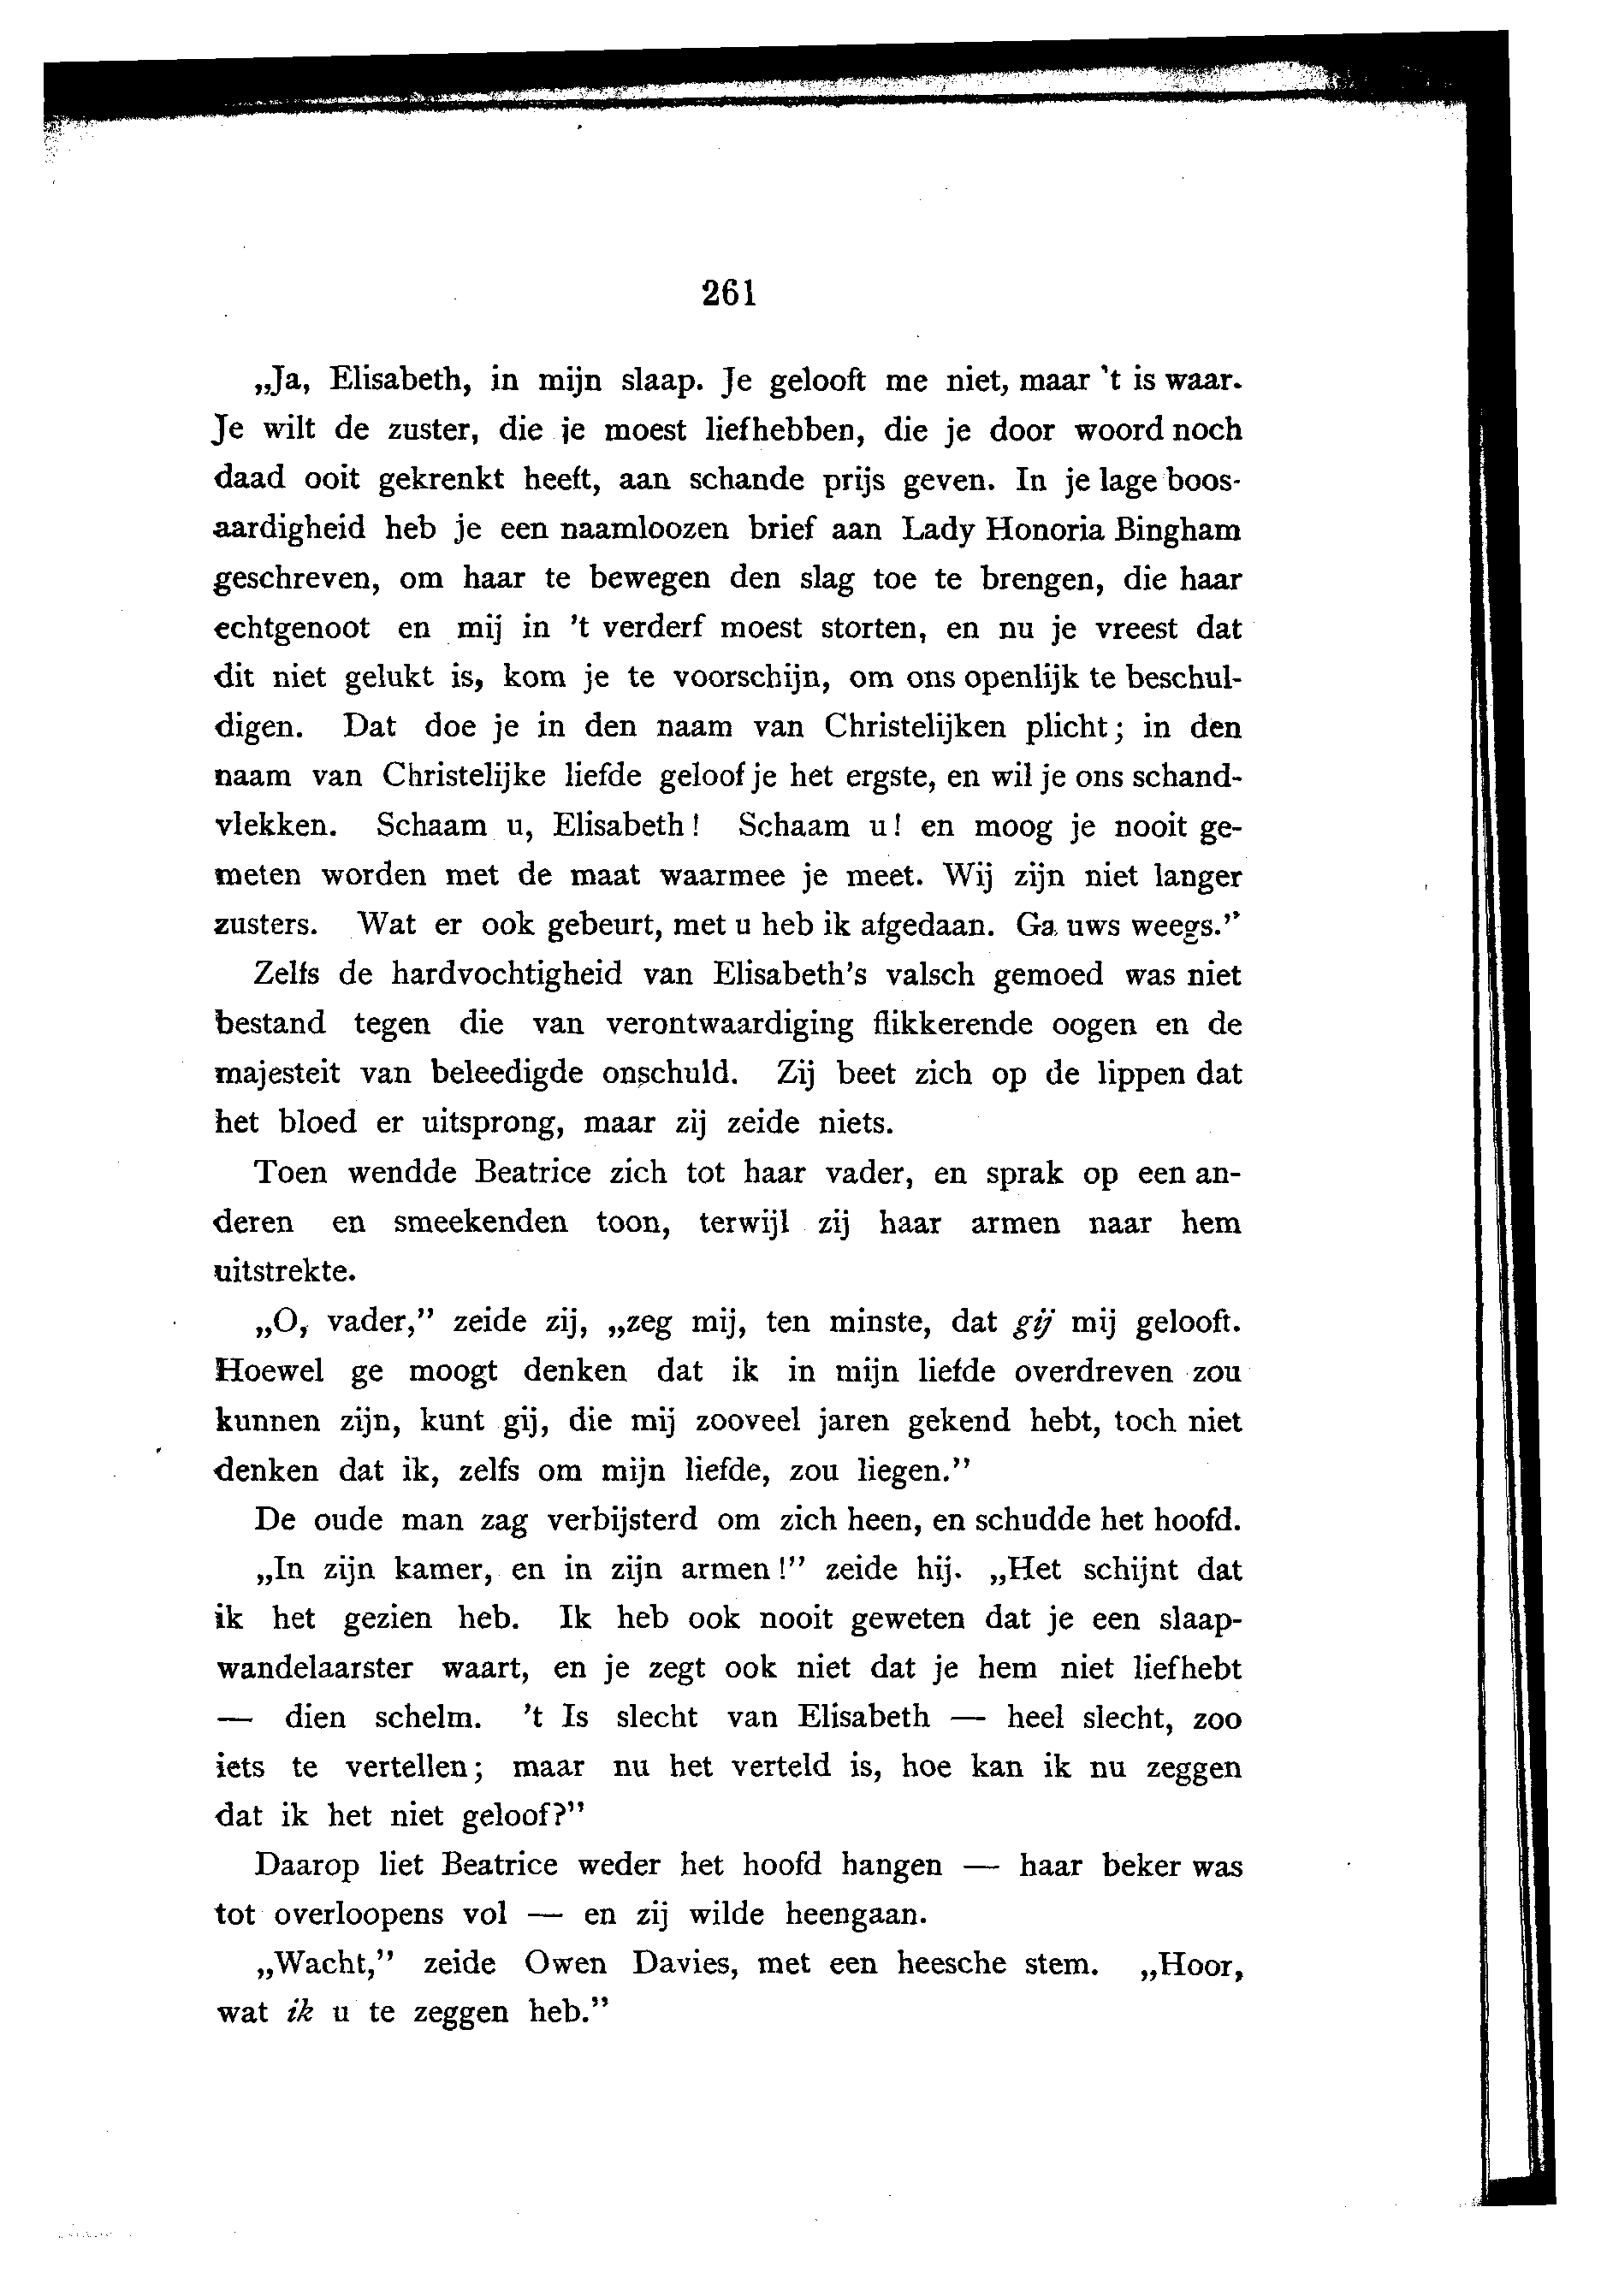 261
„Ja, Elisabeth, in mijn slaap. Je gelooft me niet, maar 't is waar.
Je wilt de zuster, die je moest liefhebben, die je door woord noch
daad ooit gekrenkt heeft, aan schande prijs geven. In je lage boos-
aardigheid heb je een naamloozen brief aan Lady Honoria Bingham
geschreven, om haar te bewegen den slag toe te brengen, die haar
echtgenoot en mij in 't verderf moest storten, en nu je vreest dat
dit niet gelukt is, kom je te voorschijn, om ons openlijk te beschul-
digen. Dat doe je in den naam van Christelijken plicht; in den
naam van Christelijke liefde geloof je het ergste, en wil je ons schand-
vlekken. Schaam u, Elisabeth! Schaam u! en moog je nooit ge-
meten worden met de maat waarmee je meet. Wij zijn niet langer
zusters. Wat er ook gebeurt, met u heb ik afgedaan. Ga uws weegs.”
Zelfs de hardvochtigheid van Elisabeth's valsch gemoed was niet
bestand tegen die van verontwaardiging flikkerende oogen en de
majesteit van beleedigde onschuld. Zij beet zich op de lippen dat
het bloed er uitsprong, maar zij zeide niets.
Toen wendde Beatrice zich tot haar vader, en sprak op een an-
deren en smeekenden toon, terwijl zij haar armen naar hem
uitstrekte.
„O, vader,” zeide zij, „zeg mij, ten minste, dat gij mij gelooft.
Hoewel ge moogt denken dat ik in mijn liefde overdreven zou
kunnen zijn, kunt gij, die mij zooveel jaren gekend hebt, toch niet
denken dat ik, zelfs om mijn liefde, zou liegen.”
De oude man zag verbijsterd om zich heen, en schudde het hoofd.
„In zijn kamer, en in zijn armen!” zeide hij. „Het schijnt dat
ik het gezien heb. Ik heb ook nooit geweten dat je een slaap-
wandelaarster waart, en je zegt ook niet dat je hem niet liefhebt
— dien schelm. 't Is slecht van Elisabeth — heel slecht, zoo
iets te vertellen; maar nu het verteld is, hoe kan ik nu zeggen
dat ik het niet geloof?”
Daarop liet Beatrice weder het hoofd hangen — haar beker was
tot overloopens vol — en zij wilde heengaan.
„Wacht,” zeide Owen Davies, met een heesche stem. „Hoor,
wat ik u te zeggen heb.”